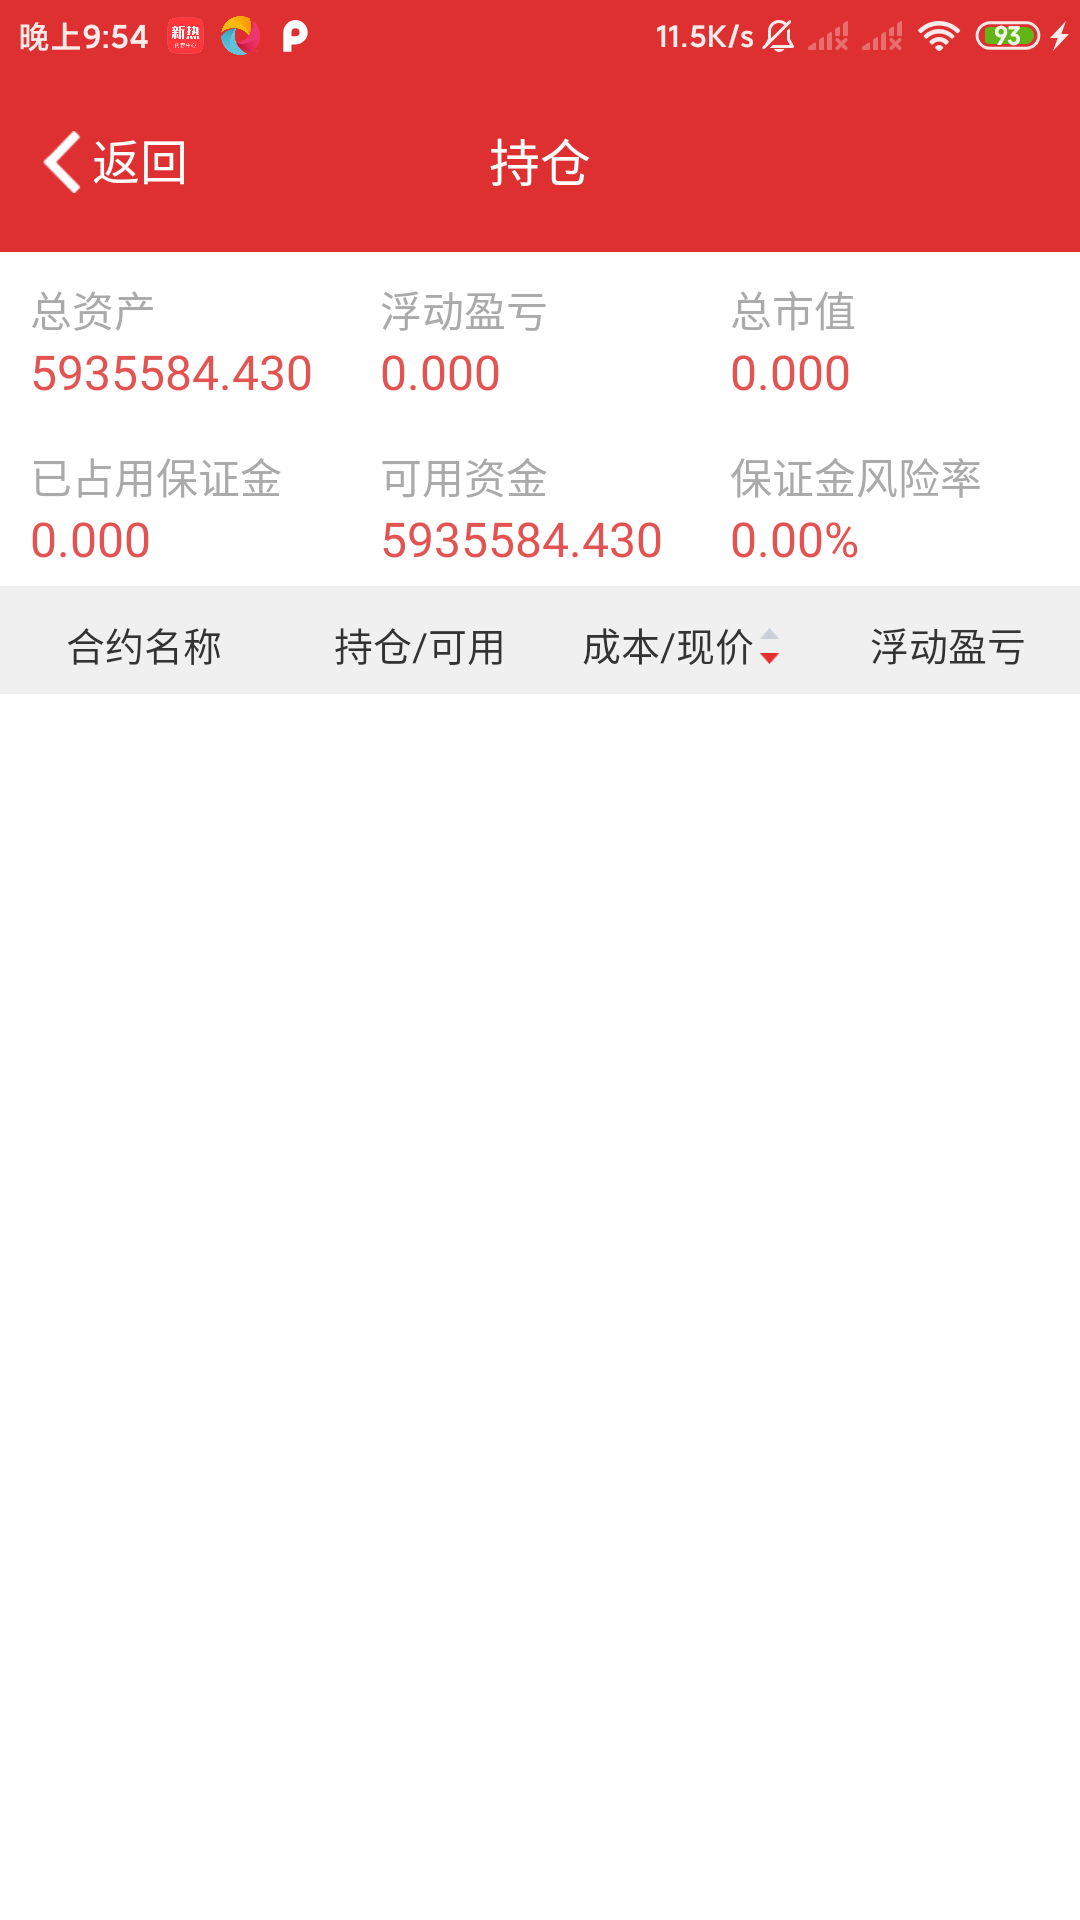 晚上9:54 新热 11.5K/s 93
返回 持仓
总资产 浮动盈亏 总市值
5935584.430 0.000 0.000
已占用保证金 可用资金 保证金风险率
0.000 5935584.430 0.00%
合约名称 持仓/可用 成本/现价 浮动盈亏